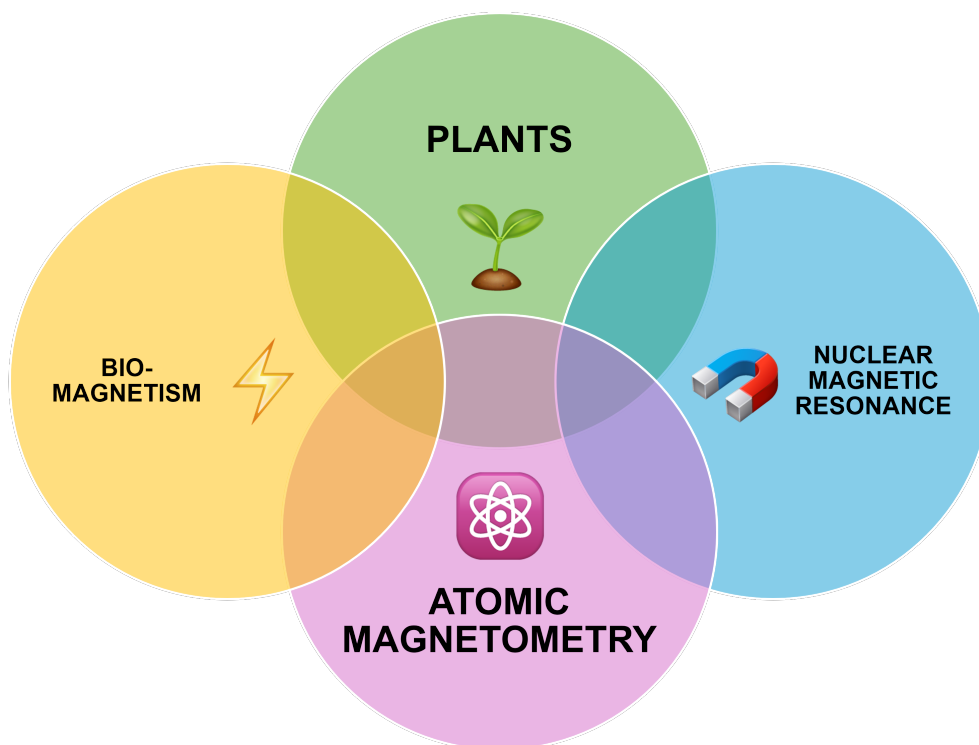 PLANTS
BIO-
MAGNETISM
NUCLEAR
MAGNETIC
RESONANCE
ATOMIC
MAGNETOMETRY